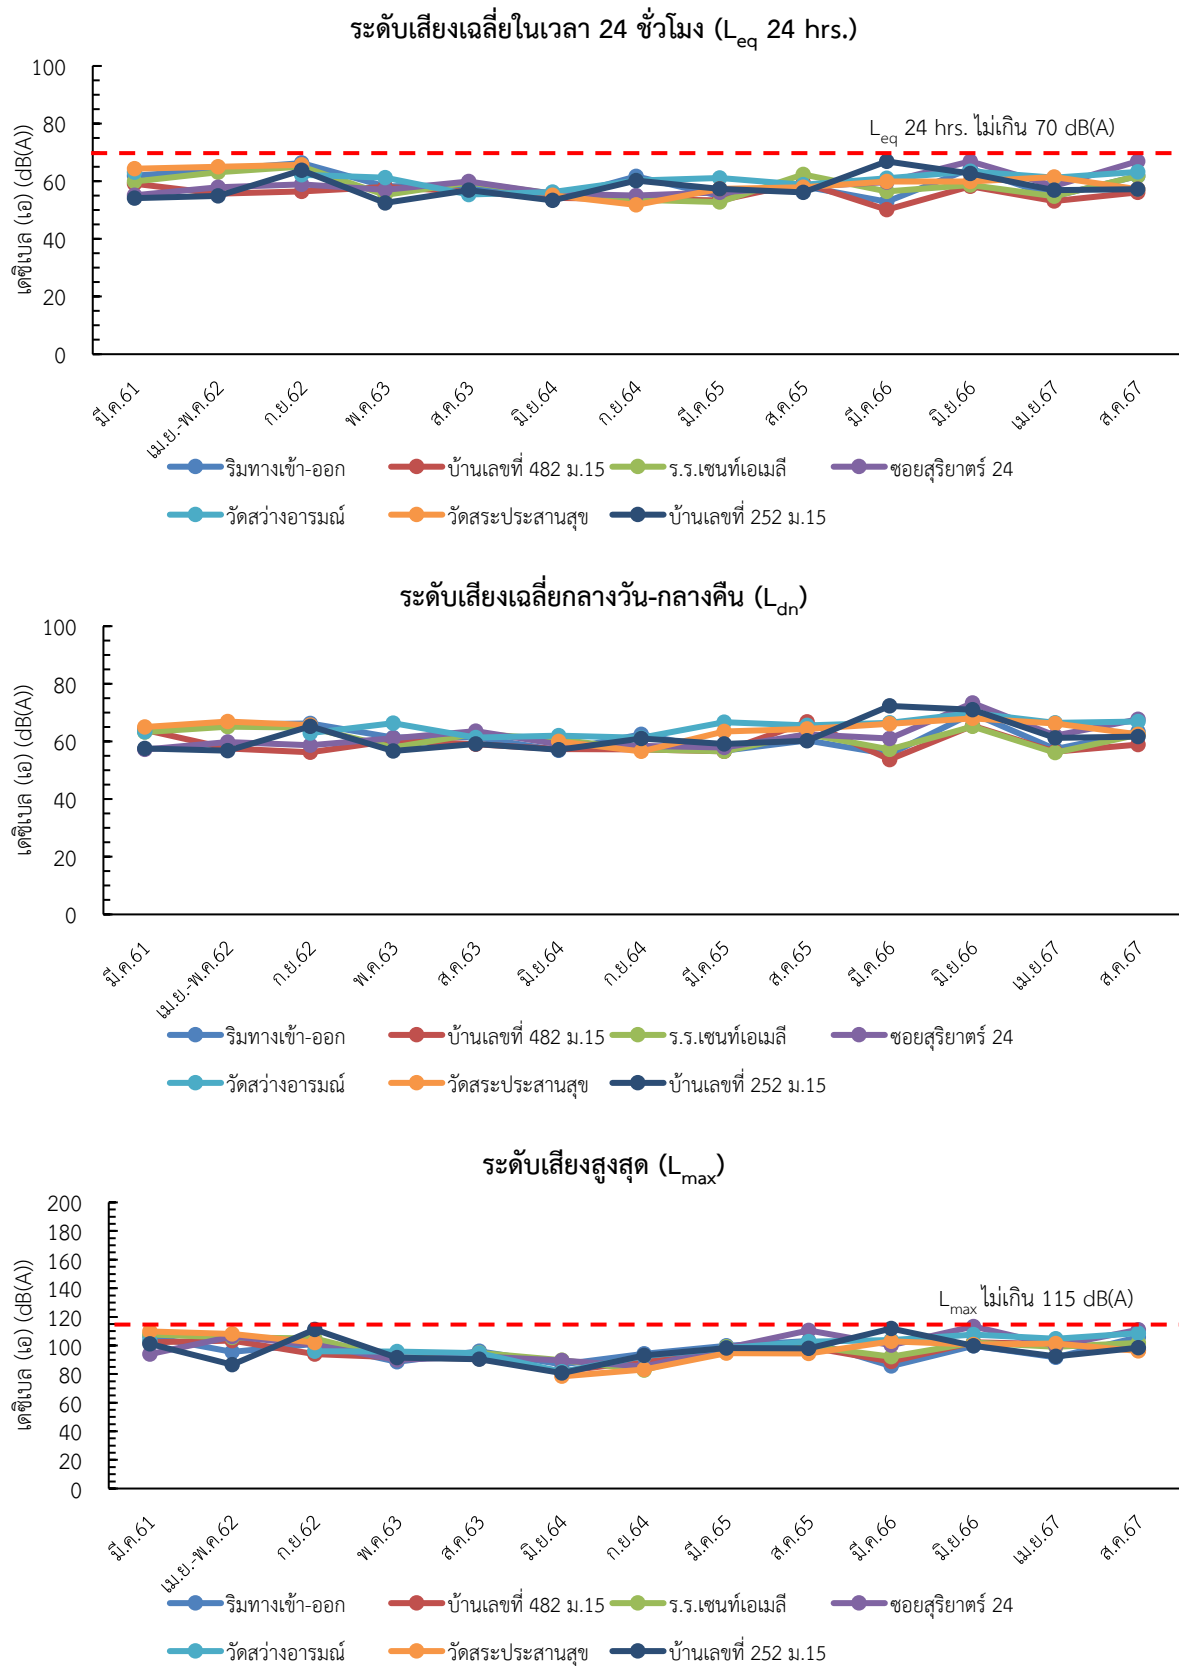 ระดับเสียงเฉลี่ยในเวลา 24 ชั่วโมง (Leq 24 hrs.)
เดซิเบล (เอ) (dB(A))
100
80
60
40
20
0
Leq 24 hrs. ไม่เกิน 70 dB(A)
มี.ค.61
เม.ย.-พ.ค.62
ก.ย.62
พ.ค.63
ส.ค.63
มิ.ย.64
ก.ย.64
มี.ค.65
ส.ค.65
มี.ค.66
มิ.ย.66
เม.ย.67
ส.ค.67
ริมทางเข้า-ออก บ้านเลขที่ 482 ม.15 ร.ร.เซนท์เอเมลี ซอยสุริยาตร์ 24
วัดสว่างอารมณ์ วัดสระประสานสุข บ้านเลขที่ 252 ม.15
ระดับเสียงเฉลี่ยกลางวัน-กลางคืน (Ldn)
เดซิเบล (เอ) (dB(A))
100
80
60
40
20
0
มี.ค.61
เม.ย.-พ.ค.62
ก.ย.62
พ.ค.63
ส.ค.63
มิ.ย.64
ก.ย.64
มี.ค.65
ส.ค.65
มี.ค.66
มิ.ย.66
เม.ย.67
ส.ค.67
ริมทางเข้า-ออก บ้านเลขที่ 482 ม.15 ร.ร.เซนท์เอเมลี ซอยสุริยาตร์ 24
วัดสว่างอารมณ์ วัดสระประสานสุข บ้านเลขที่ 252 ม.15
ระดับเสียงสูงสุด (Lmax)
เดซิเบล (เอ) (dB(A))
200
180
160
140
120
100
80
60
40
20
0
Lmax ไม่เกิน 115 dB(A)
มี.ค.61
เม.ย.-พ.ค.62
ก.ย.62
พ.ค.63
ส.ค.63
มิ.ย.64
ก.ย.64
มี.ค.65
ส.ค.65
มี.ค.66
มิ.ย.66
เม.ย.67
ส.ค.67
ริมทางเข้า-ออก บ้านเลขที่ 482 ม.15 ร.ร.เซนท์เอเมลี ซอยสุริยาตร์ 24
วัดสว่างอารมณ์ วัดสระประสานสุข บ้านเลขที่ 252 ม.15